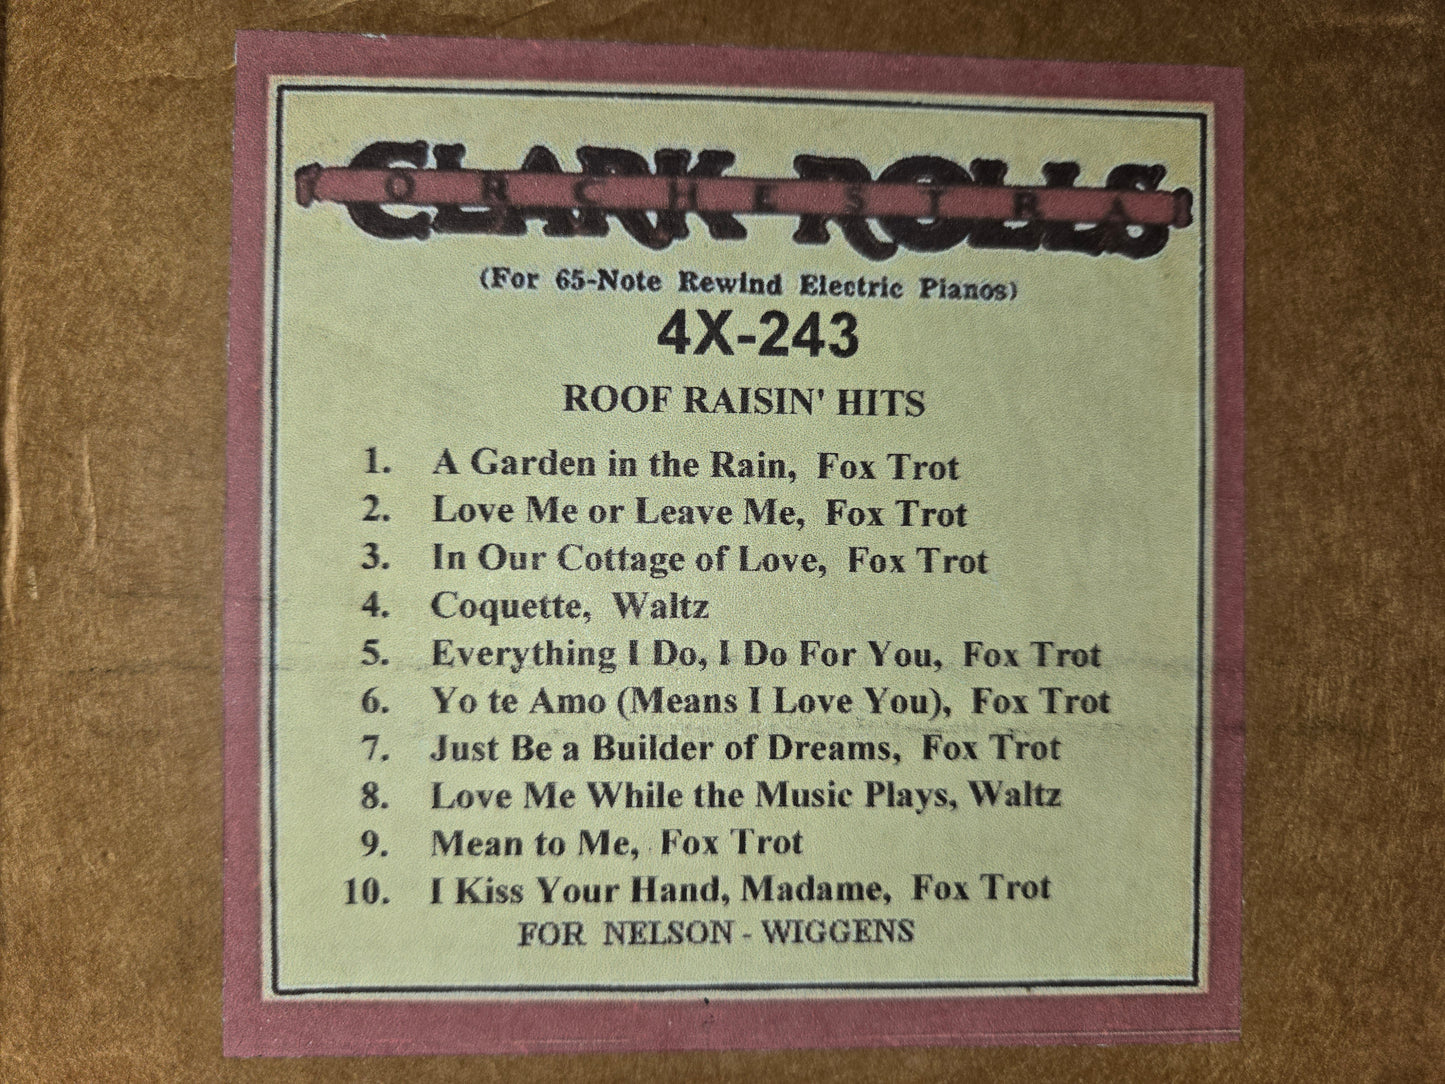 CLARK ROLLS
ORCHESTRA
(For 65-Note Rewind Electric Pianos)
4X-243
ROOF RAISIN' HITS
1. A Garden in the Rain, Fox Trot
2. Love Me or Leave Me, Fox Trot
3. In Our Cottage of Love, Fox Trot
4. Coquette, Waltz
5. Everything I Do, I Do For You, Fox Trot
6. Yo te Amo (Means I Love You), Fox Trot
7. Just Be a Builder of Dreams, Fox Trot
8. Love Me While the Music Plays, Waltz
9. Mean to Me, Fox Trot
10. I Kiss Your Hand, Madame, Fox Trot
FOR NELSON - WIGGENS